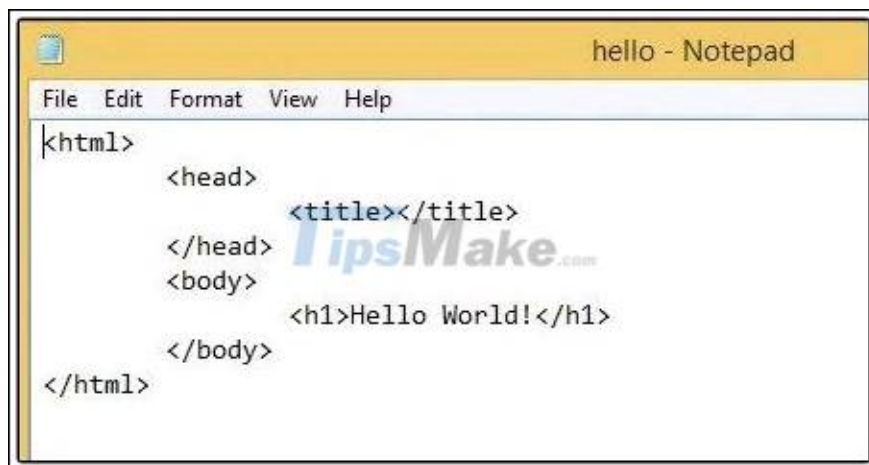 hello - Notepad
File Edit Format View Help
<html>
<head>
<title></title>
</head>
<body>
<h1>Hello World!</h1>
</body>
</html>
TipsMake.com